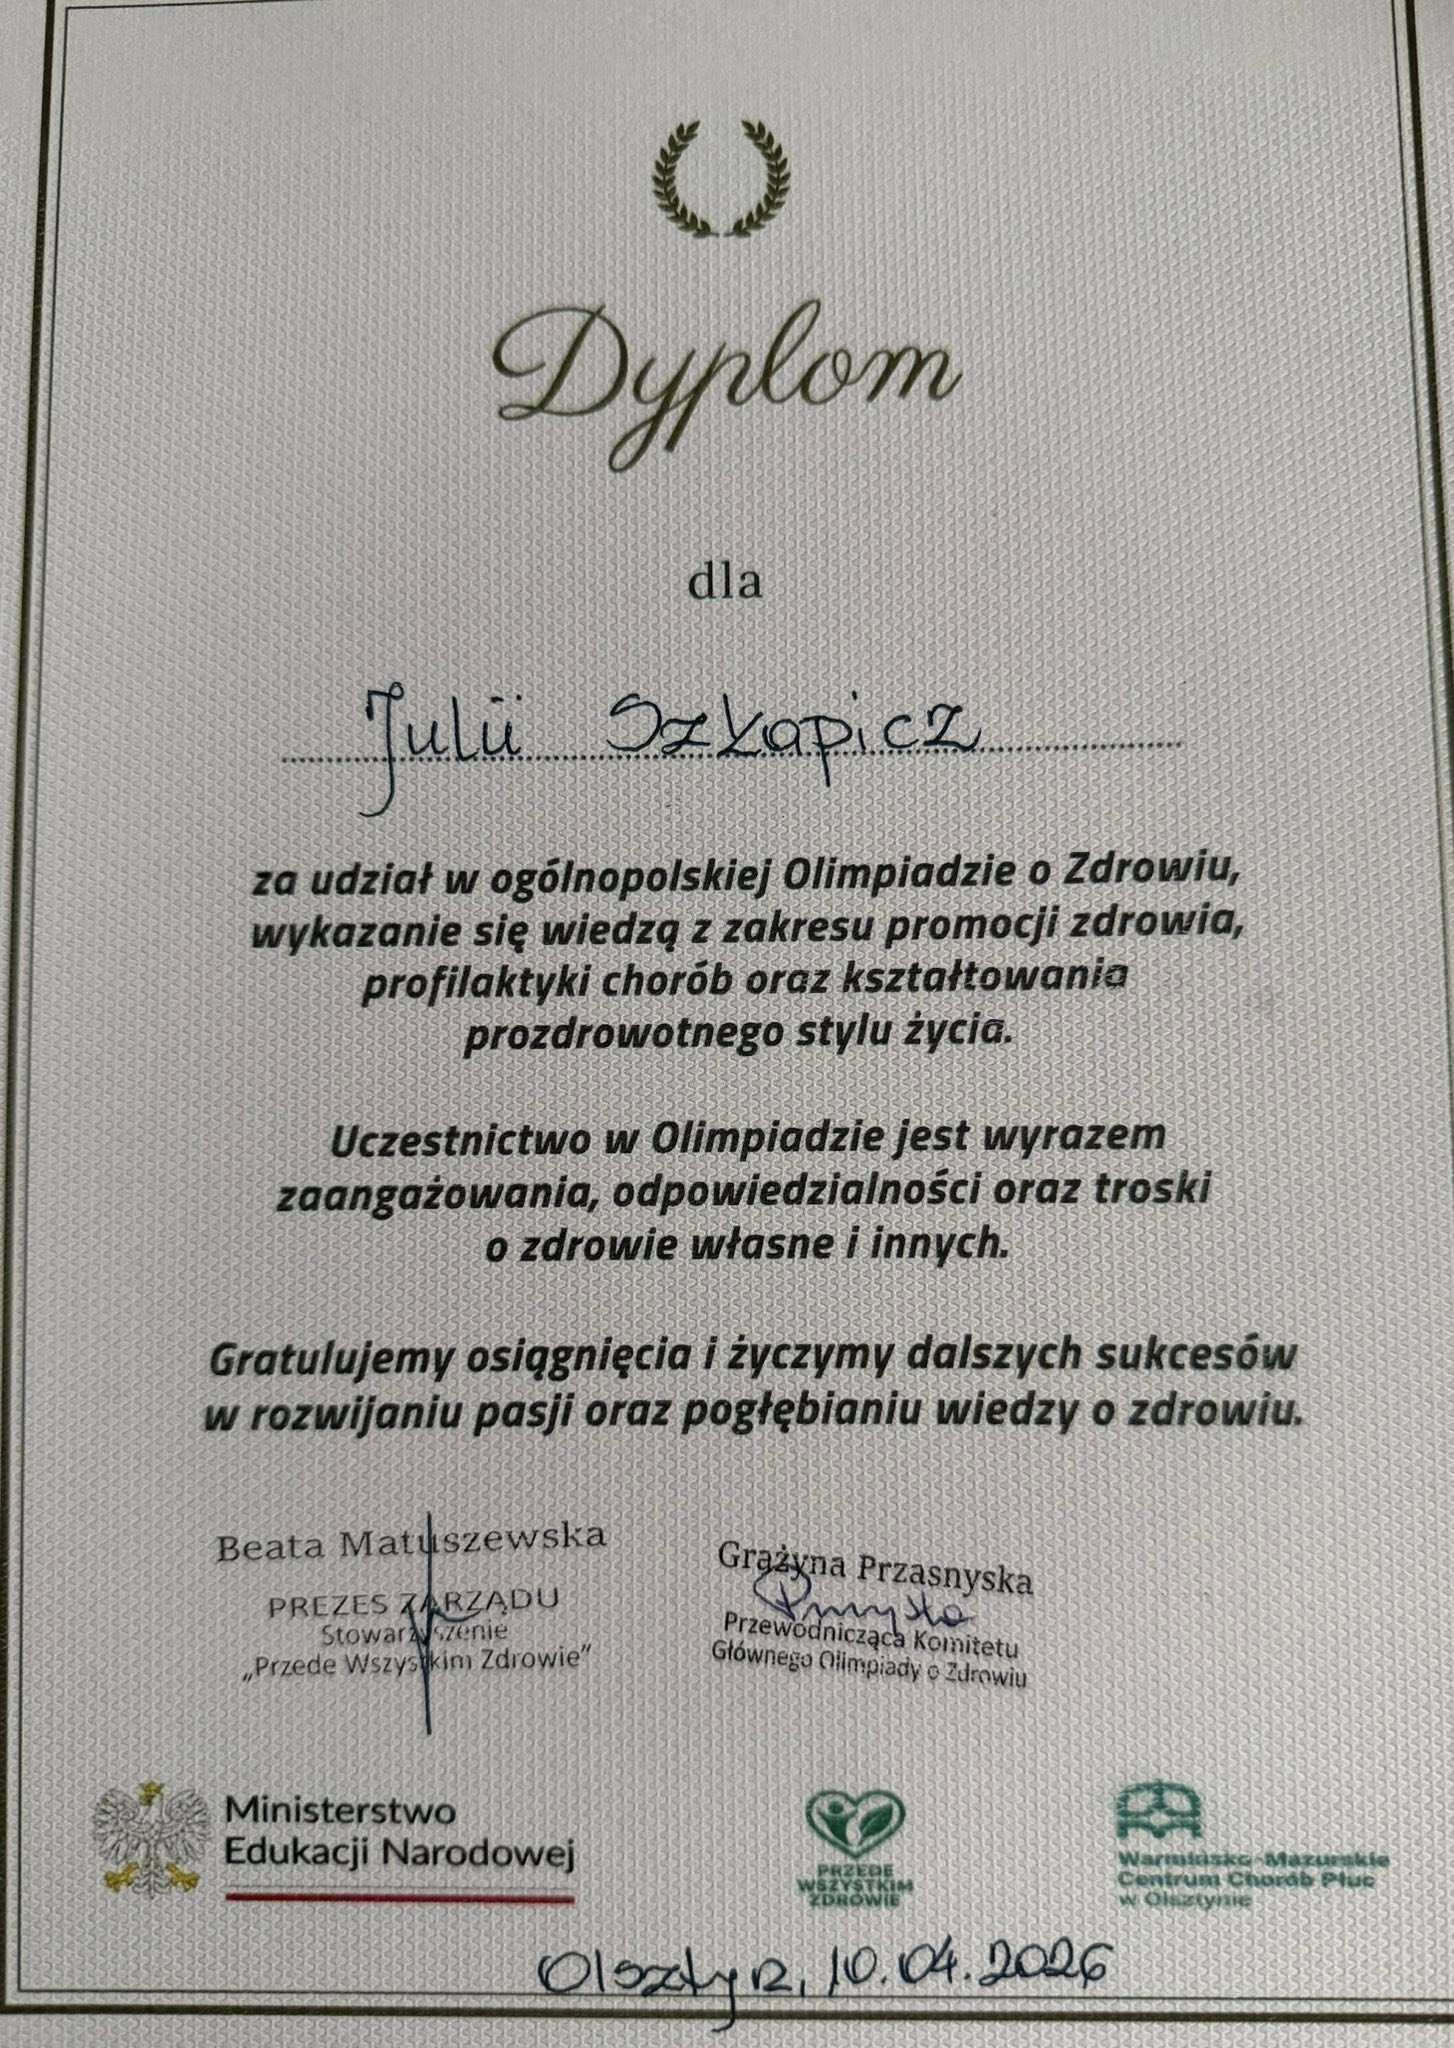 Dyplom
dla
Julii Szkapicz
za udział w ogólnopolskiej Olimpiadzie o Zdrowiu,
wykazanie się wiedzą z zakresu promocji zdrowia,
profilaktyki chorób oraz kształtowania
prozdrowotnego stylu życia.
Uczestnictwo w Olimpiadzie jest wyrazem
zaangażowania, odpowiedzialności oraz troski
o zdrowie własne i innych.
Gratulujemy osiągnięcia i życzymy dalszych sukcesów
w rozwijaniu pasji oraz pogłębianiu wiedzy o zdrowiu.
Beata Matuszewska
PREZES ZARZĄDU
Stowarzyszenie
„Przede Wszystkim Zdrowie”
Grażyna Przasnyska
Przewodnicząca Komitetu
Głównego Olimpiady o Zdrowiu
Ministerstwo
Edukacji Narodowej
PRZEDE
WSZYSTKIM
ZDROWIE
Warmińsko-Mazurskie
Centrum Chorób Płuc
w Olsztynie
Olsztyn, 10.04.2026